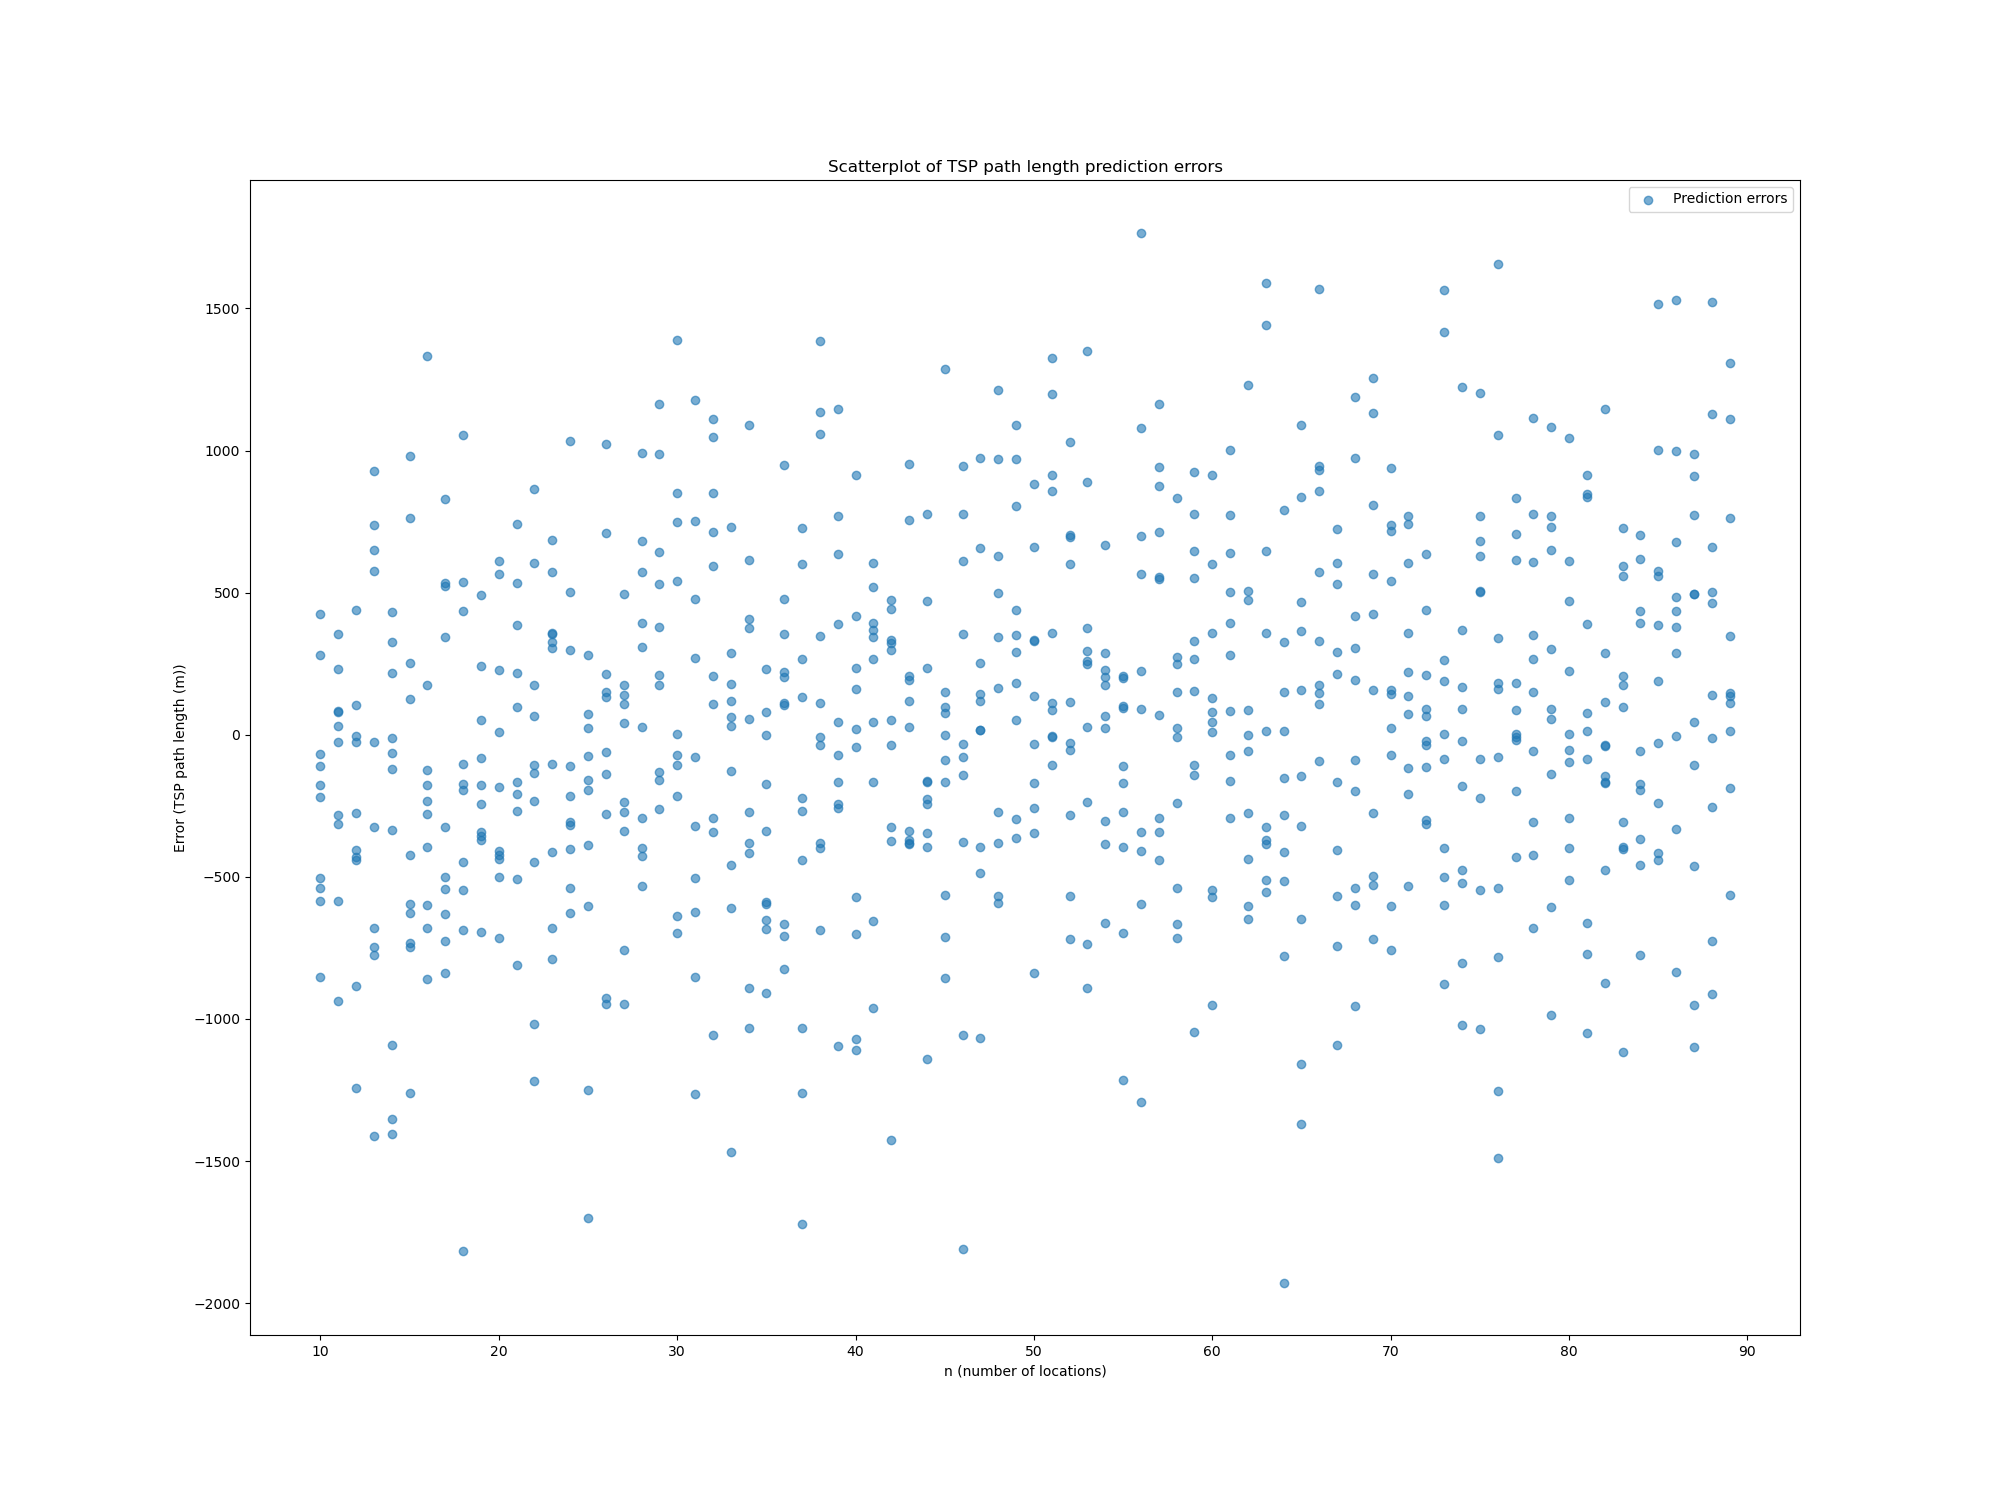 Scatterplot of TSP path length prediction errors
Prediction errors
1500
1000
500
0
−500
−1000
−1500
−2000
Error (TSP path length (m))
10 20 30 40 50 60 70 80 90
n (number of locations)